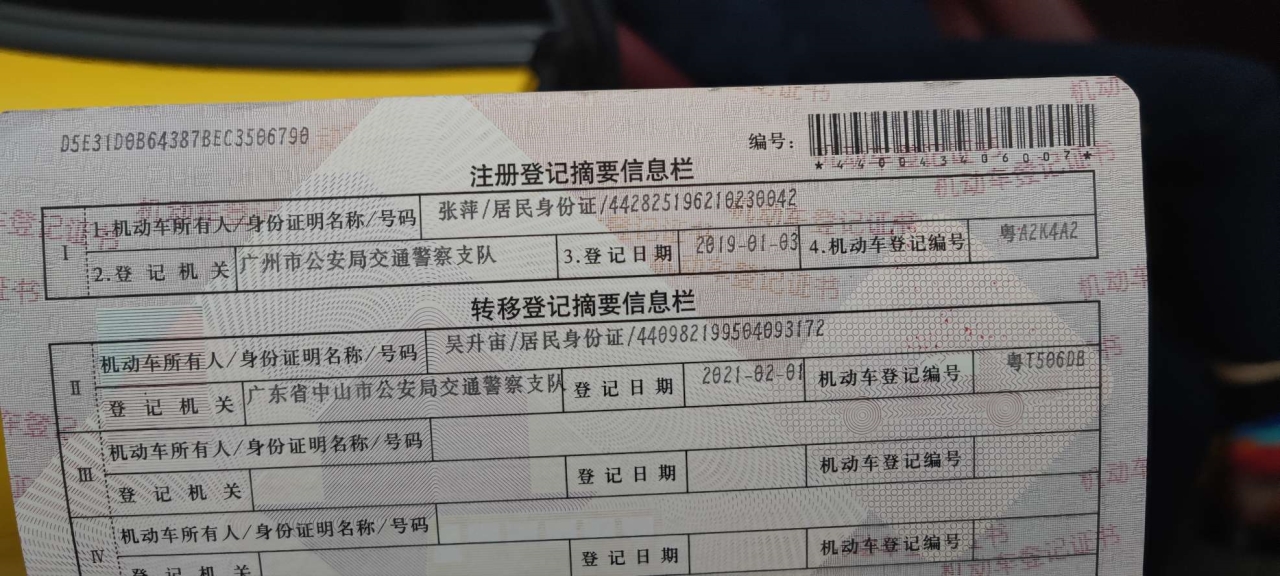 D5E31D0B64387BEC3506790
编号：
*440043406007*
注册登记摘要信息栏
I
1.机动车所有人/身份证明名称/号码 张萍/居民身份证/442825196210230042
2.登记机关 广州市公安局交通警察支队 3.登记日期 2019-01-03 4.机动车登记编号 粤A2K4A2
转移登记摘要信息栏
II
机动车所有人/身份证明名称/号码 吴升宙/居民身份证/440982199504093172
登记机关 广东省中山市公安局交通警察支队 登记日期 2021-02-01 机动车登记编号 粤T506DB
III
机动车所有人/身份证明名称/号码
登记机关 登记日期 机动车登记编号
IV
机动车所有人/身份证明名称/号码
登记机关 登记日期 机动车登记编号